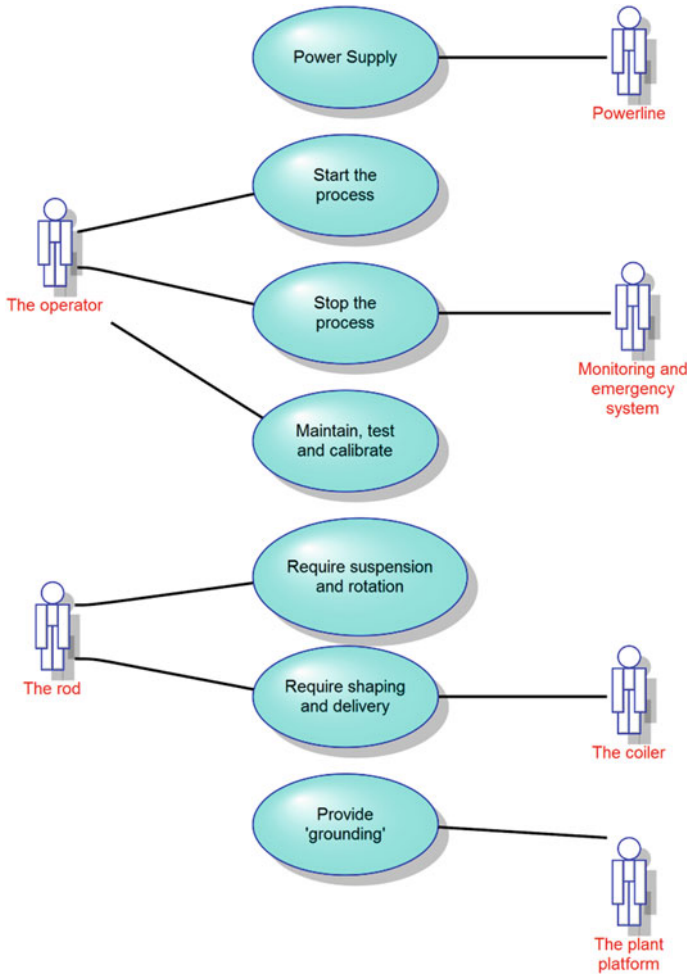 Power Supply
Powerline
Start the
process
The operator
Stop the
process
Monitoring and
emergency
system
Maintain, test
and calibrate
Require suspension
and rotation
The rod
Require shaping
and delivery
The coiler
Provide
'grounding'
The plant
platform